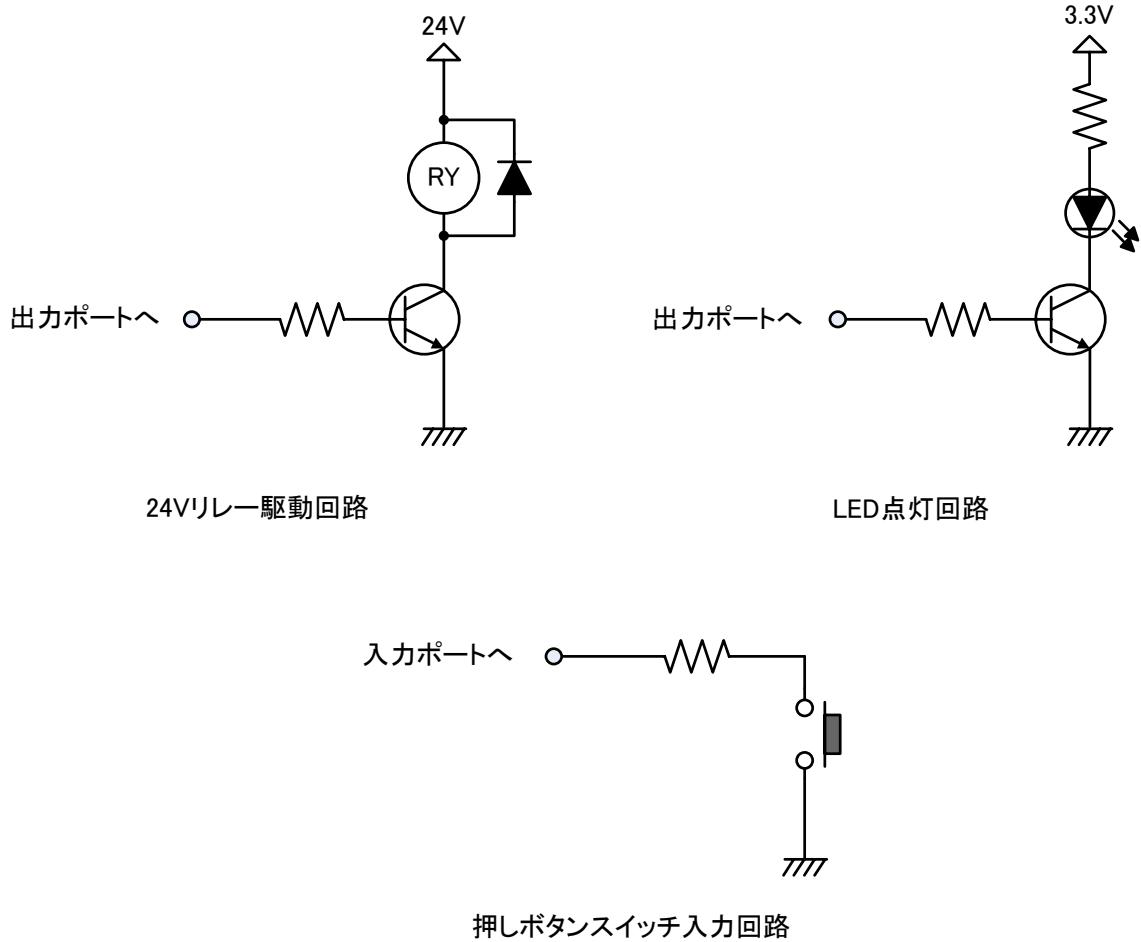 24V
3.3V
RY
出力ポートへ
出力ポートへ
24Vリレー駆動回路
LED点灯回路
入力ポートへ
押しボタンスイッチ入力回路